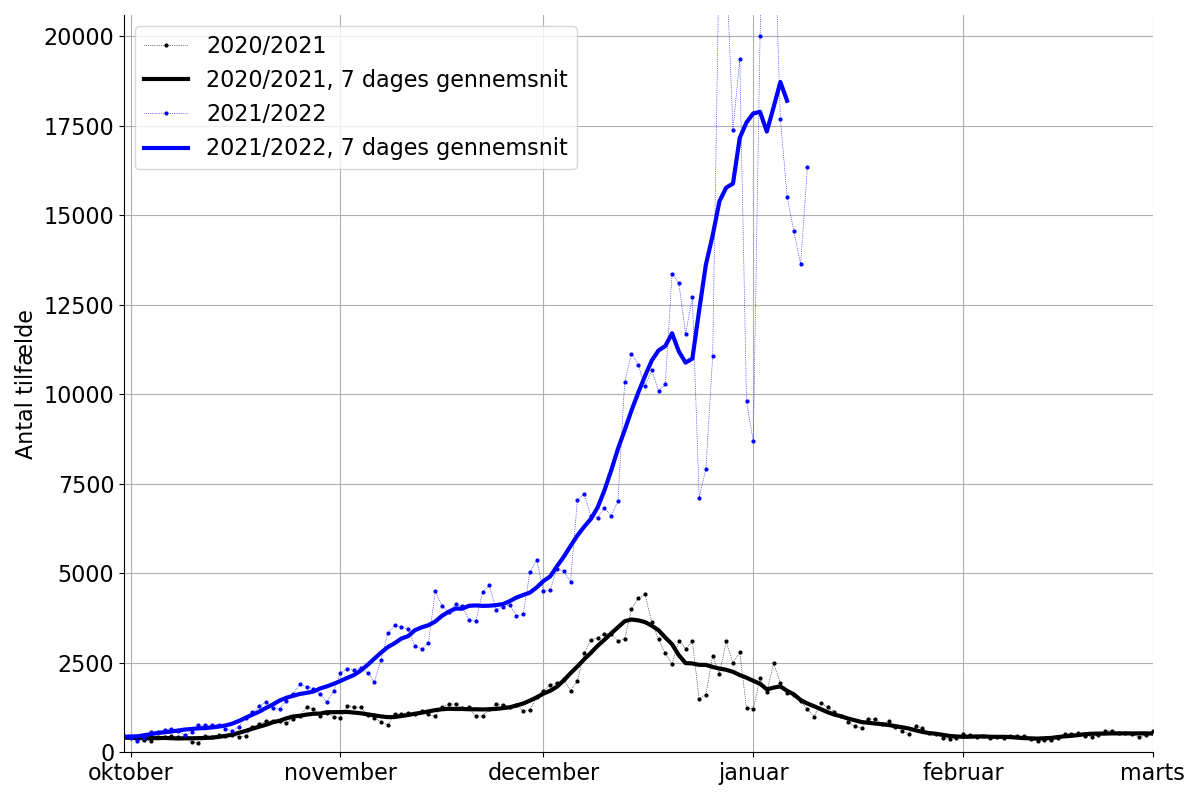 2020/2021
2020/2021, 7 dages gennemsnit
2021/2022
2021/2022, 7 dages gennemsnit
Antal tilfælde
20000
17500
15000
12500
10000
7500
5000
2500
0
oktober november december januar februar marts